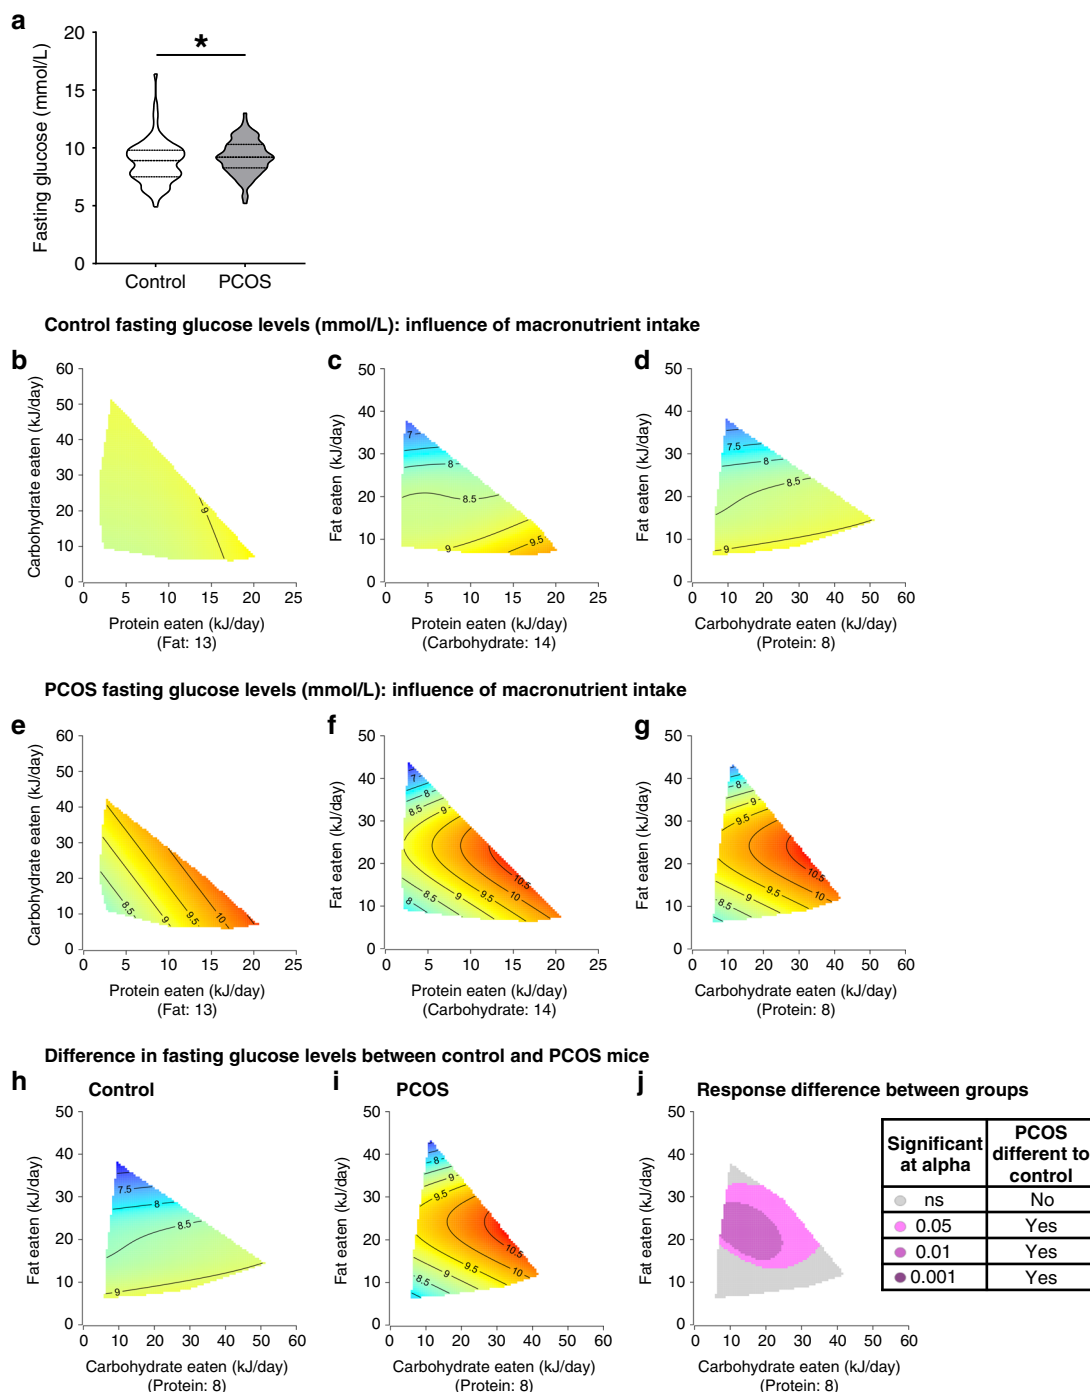 a
Fasting glucose (mmol/L)
20
15
10
5
0
*
Control
PCOS
Control fasting glucose levels (mmol/L): influence of macronutrient intake
b
Carbohydrate eaten (kJ/day)
60
50
40
30
20
10
0
9
0 5 10 15 20 25
Protein eaten (kJ/day)
(Fat: 13)
c
Fat eaten (kJ/day)
50
40
30
20
10
0
7
8
8.5
9
9.5
0 5 10 15 20 25
Protein eaten (kJ/day)
(Carbohydrate: 14)
d
Fat eaten (kJ/day)
50
40
30
20
10
0
7.5
8
8.5
9
0 10 20 30 40 50 60
Carbohydrate eaten (kJ/day)
(Protein: 8)
PCOS fasting glucose levels (mmol/L): influence of macronutrient intake
e
Carbohydrate eaten (kJ/day)
60
50
40
30
20
10
0
8.5
9
9.5
10
0 5 10 15 20 25
Protein eaten (kJ/day)
(Fat: 13)
f
Fat eaten (kJ/day)
50
40
30
20
10
0
7
8
8.5
9
10.5
10
9.5
9
8.5
8
0 5 10 15 20 25
Protein eaten (kJ/day)
(Carbohydrate: 14)
g
Fat eaten (kJ/day)
50
40
30
20
10
0
8
9
9.5
10.5
10
9.5
9
8.5
0 10 20 30 40 50 60
Carbohydrate eaten (kJ/day)
(Protein: 8)
Difference in fasting glucose levels between control and PCOS mice
h
Control
Fat eaten (kJ/day)
50
40
30
20
10
0
7.5
8
8.5
9
0 10 20 30 40 50 60
Carbohydrate eaten (kJ/day)
(Protein: 8)
i
PCOS
Fat eaten (kJ/day)
50
40
30
20
10
0
8
9
9.5
10.5
10
9.5
9
8.5
0 10 20 30 40 50 60
Carbohydrate eaten (kJ/day)
(Protein: 8)
j
Response difference between groups
Fat eaten (kJ/day)
50
40
30
20
10
0
0 10 20 30 40 50 60
Carbohydrate eaten (kJ/day)
(Protein: 8)
Significant at alpha
PCOS different to control
ns No
0.05 Yes
0.01 Yes
0.001 Yes